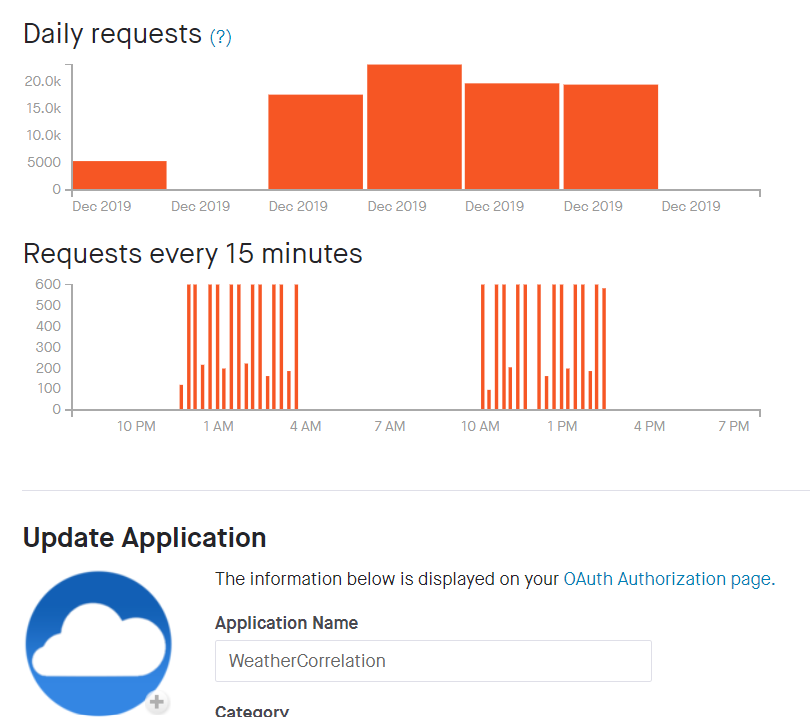 Daily requests (?)
20.0k
15.0k
10.0k
5000
0
Dec 2019 Dec 2019 Dec 2019 Dec 2019 Dec 2019 Dec 2019 Dec 2019
Requests every 15 minutes
600
500
400
300
200
100
0
10 PM 1 AM 4 AM 7 AM 10 AM 1 PM 4 PM 7 PM
Update Application
The information below is displayed on your OAuth Authorization page.
Application Name
WeatherCorrelation
Category